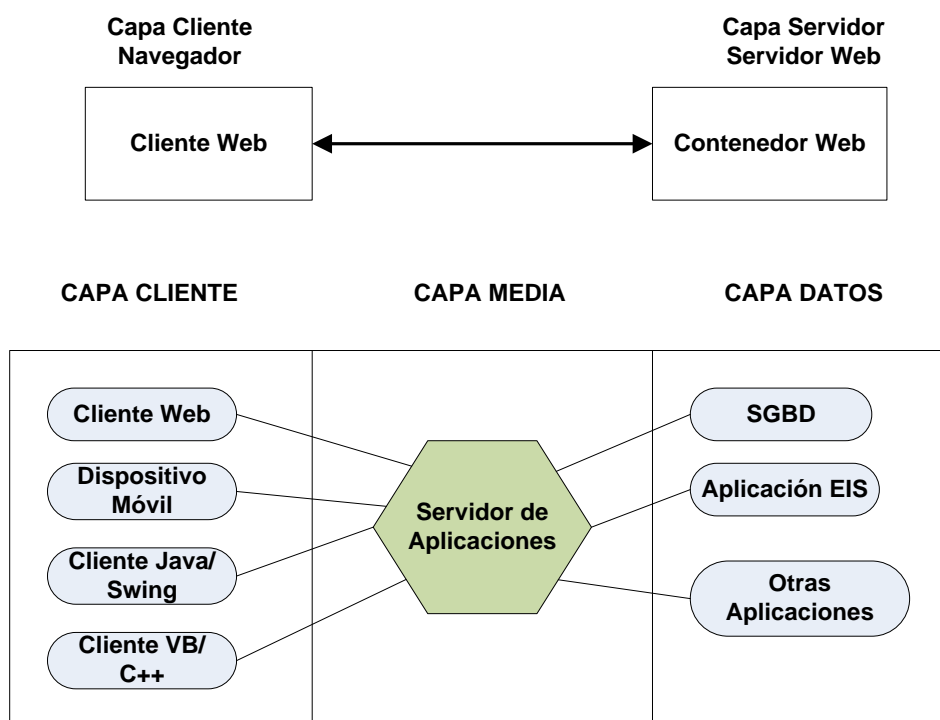 Capa Cliente
Navegador
Capa Servidor
Servidor Web
Cliente Web
Contenedor Web
CAPA CLIENTE
CAPA MEDIA
CAPA DATOS
Cliente Web
Dispositivo
Móvil
Cliente Java/
Swing
Cliente VB/
C++
Servidor de
Aplicaciones
SGBD
Aplicación EIS
Otras
Aplicaciones